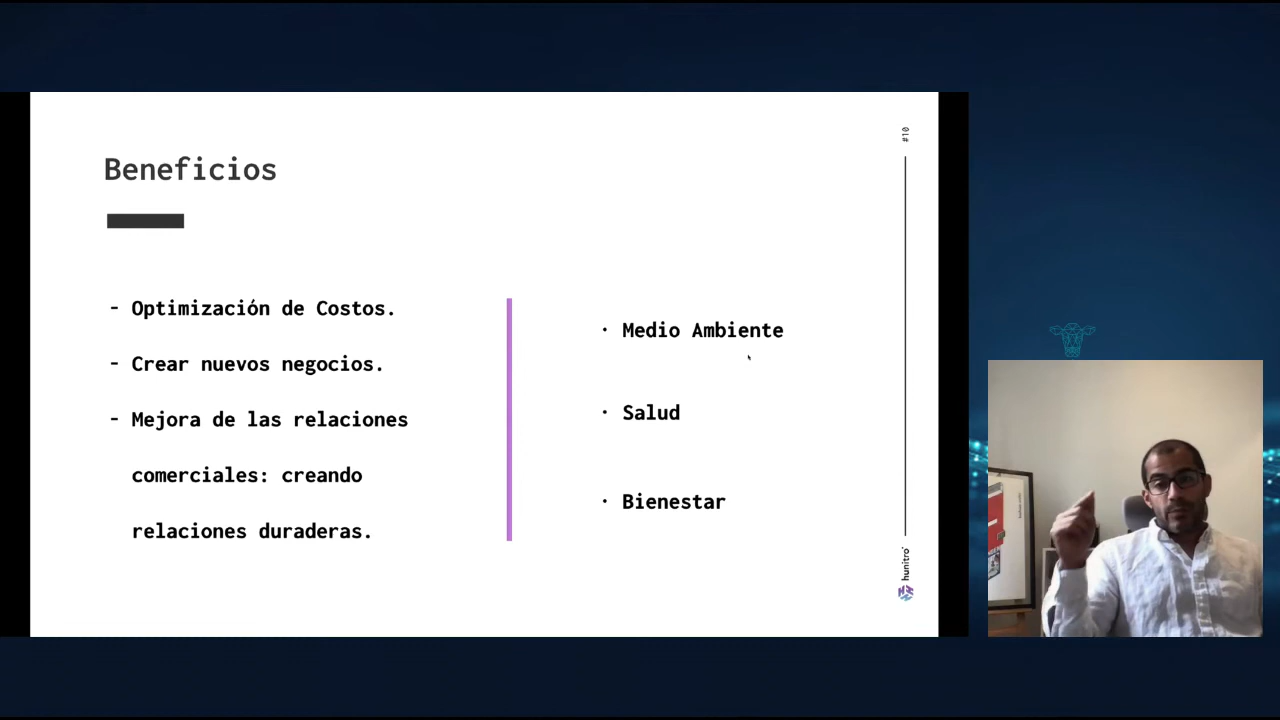 Beneficios
#10
- Optimización de Costos.
- Crear nuevos negocios.
- Mejora de las relaciones
comerciales: creando
relaciones duraderas.
· Medio Ambiente
· Salud
· Bienestar
hunitro